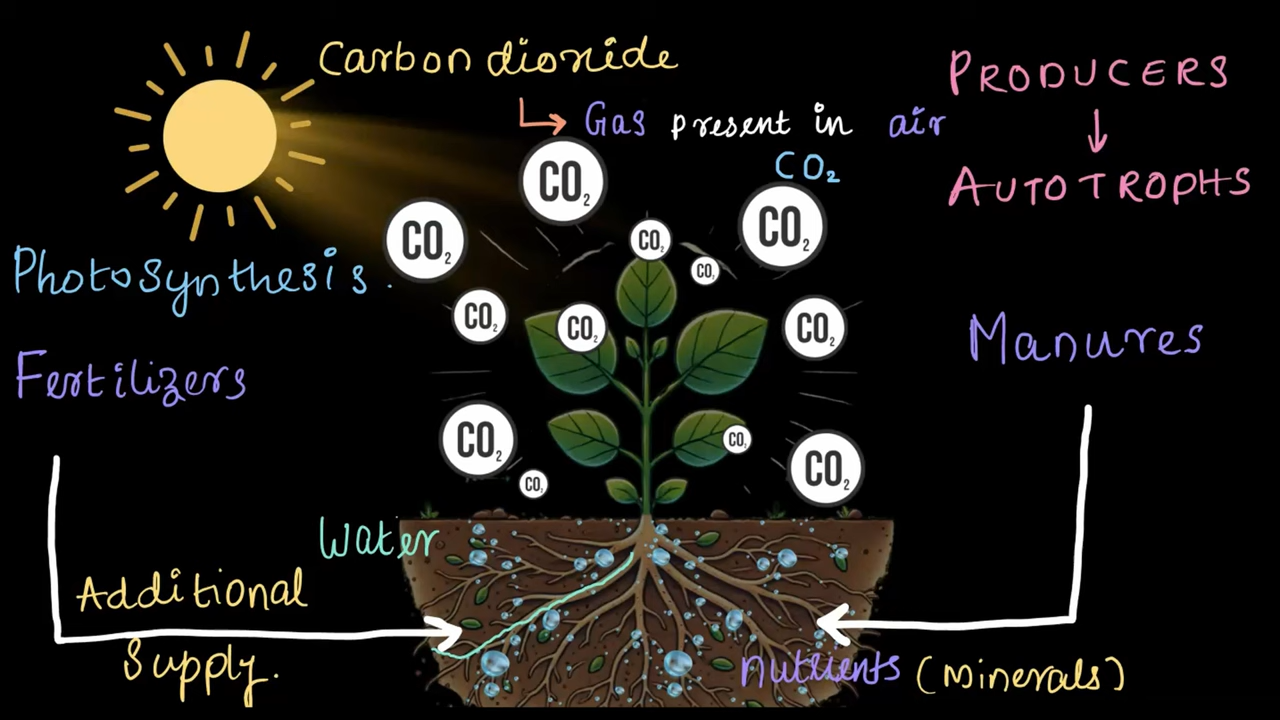 Carbon dioxide
Gas present in air
PRODUCERS
AUTOTROPHS
CO₂
CO₂
CO₂
CO₂
CO₂
CO₂
CO₂
CO₂
CO₂
CO₂
CO₂
CO₂
CO₂
CO₂
Photosynthesis.
Fertilizers
Manures
Water
Additional
Supply.
nutrients (Minerals)